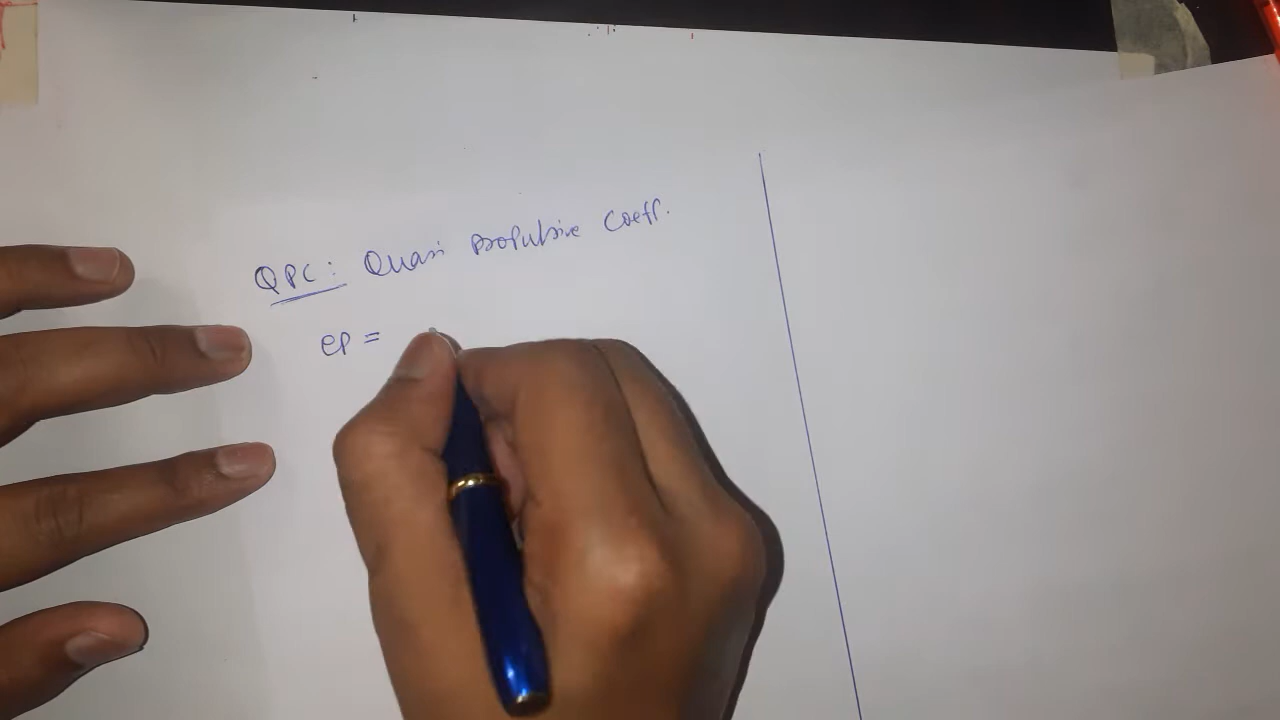 QPC: Quasi propulsive Coeff.
ep =